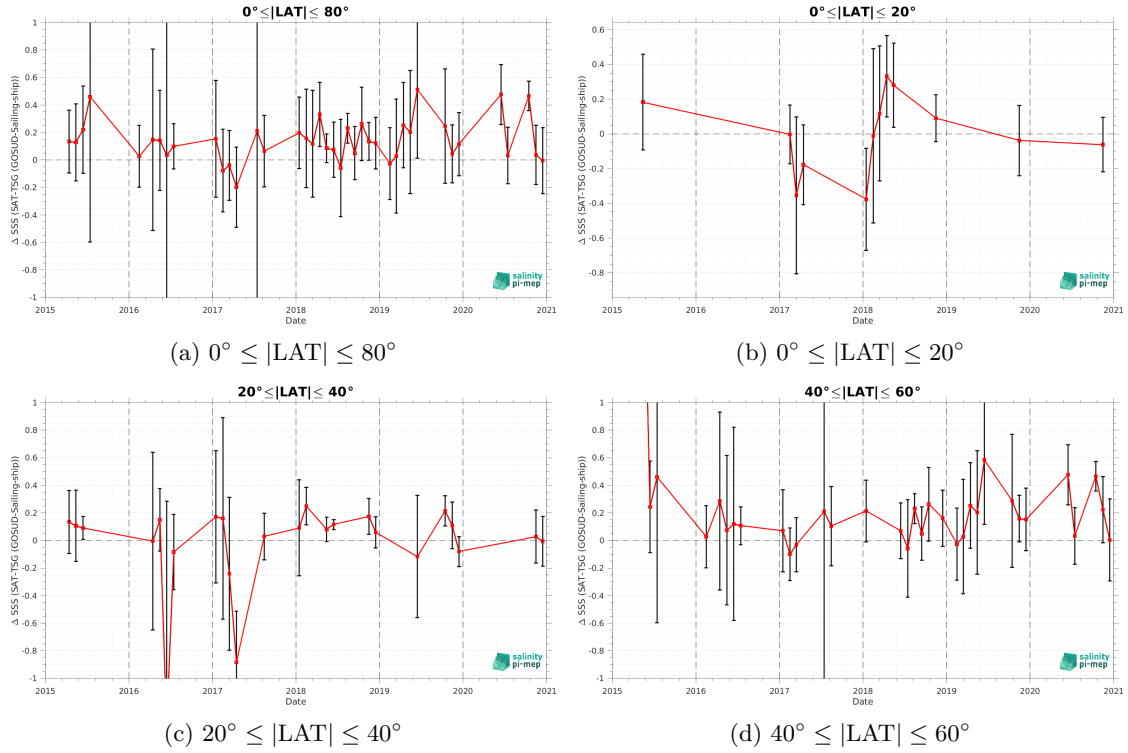 0°≤|LAT|≤ 80°
Δ SSS (SAT-TSG (GOSUD-Sailing-ship))
1
0.8
0.6
0.4
0.2
0
-0.2
-0.4
-0.6
-0.8
-1
2015 2016 2017 2018 2019 2020 2021
Date
salinity
pi-mep
(a) 0° ≤ |LAT| ≤ 80°
0°≤|LAT|≤ 20°
Δ SSS (SAT-TSG (GOSUD-Sailing-ship))
0.6
0.4
0.2
0
-0.2
-0.4
-0.6
-0.8
2015 2016 2017 2018 2019 2020 2021
Date
salinity
pi-mep
(b) 0° ≤ |LAT| ≤ 20°
20°≤|LAT|≤ 40°
Δ SSS (SAT-TSG (GOSUD-Sailing-ship))
1
0.8
0.6
0.4
0.2
0
-0.2
-0.4
-0.6
-0.8
-1
2015 2016 2017 2018 2019 2020 2021
Date
salinity
pi-mep
(c) 20° ≤ |LAT| ≤ 40°
40°≤|LAT|≤ 60°
Δ SSS (SAT-TSG (GOSUD-Sailing-ship))
1
0.8
0.6
0.4
0.2
0
-0.2
-0.4
-0.6
-0.8
-1
2015 2016 2017 2018 2019 2020 2021
Date
salinity
pi-mep
(d) 40° ≤ |LAT| ≤ 60°